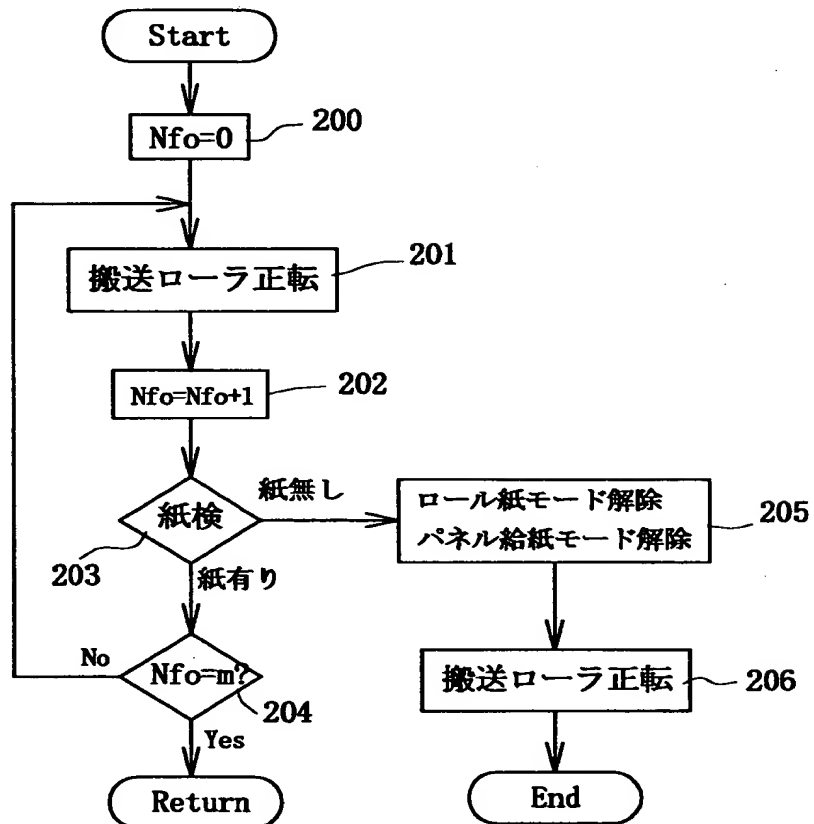 Start
Nfo=0
200
搬送ローラ正転
201
Nfo=Nfo+1
202
紙検
203
紙無し
紙有り
ロール紙モード解除
パネル給紙モード解除
205
No
Nfo=m?
204
Yes
搬送ローラ正転
206
Return
End